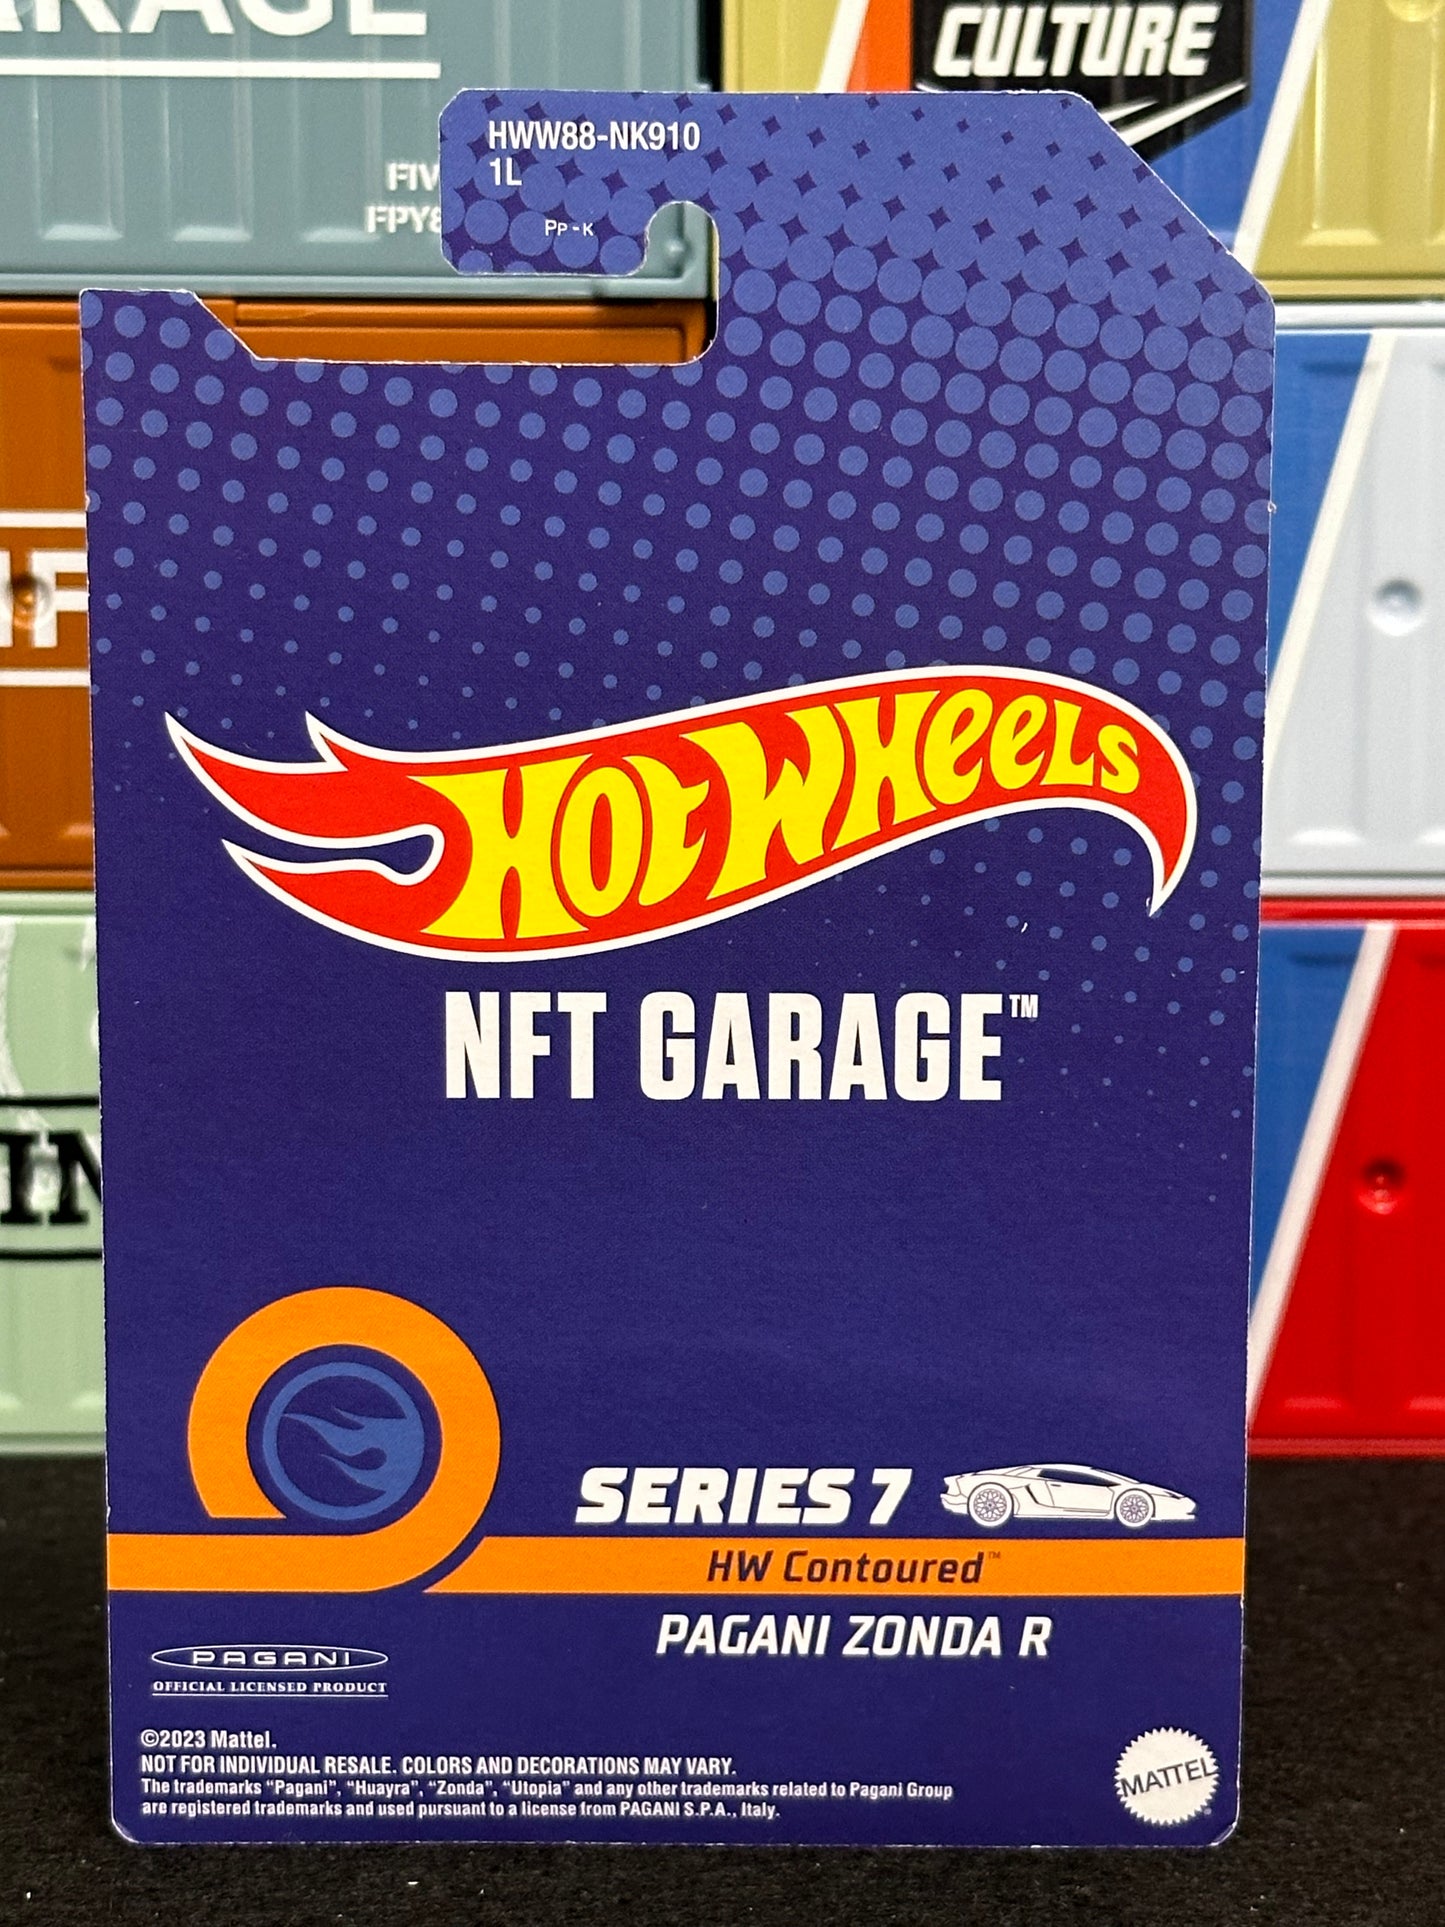 CULTURE
HWW88-NK910
1L
PP-K
HOT WHEELS
NFT GARAGE™
SERIES 7
HW Contoured™
PAGANI ZONDA R
PAGANI
OFFICIAL LICENSED PRODUCT
©2023 Mattel.
NOT FOR INDIVIDUAL RESALE. COLORS AND DECORATIONS MAY VARY.
The trademarks "Pagani", "Huayra", "Zonda", "Utopia" and any other trademarks related to Pagani Group
are registered trademarks and used pursuant to a license from PAGANI S.P.A., Italy.
MATTEL